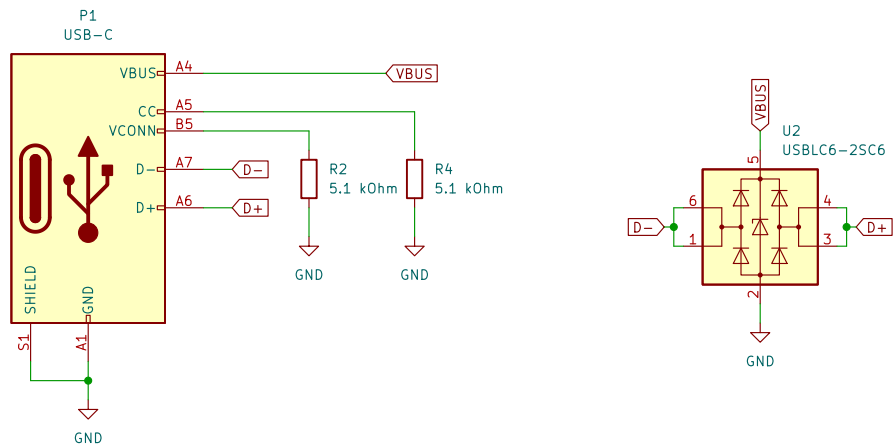 P1
USB-C
VBUS
A4
VBUS
CC
A5
VCONN
B5
D-
A7
D-
D+
A6
D+
SHIELD
GND
S1
A1
GND
R2
5.1 kOhm
GND
R4
5.1 kOhm
GND
VBUS
U2
USBLC6-2SC6
5
6
4
D-
D+
1
3
2
GND